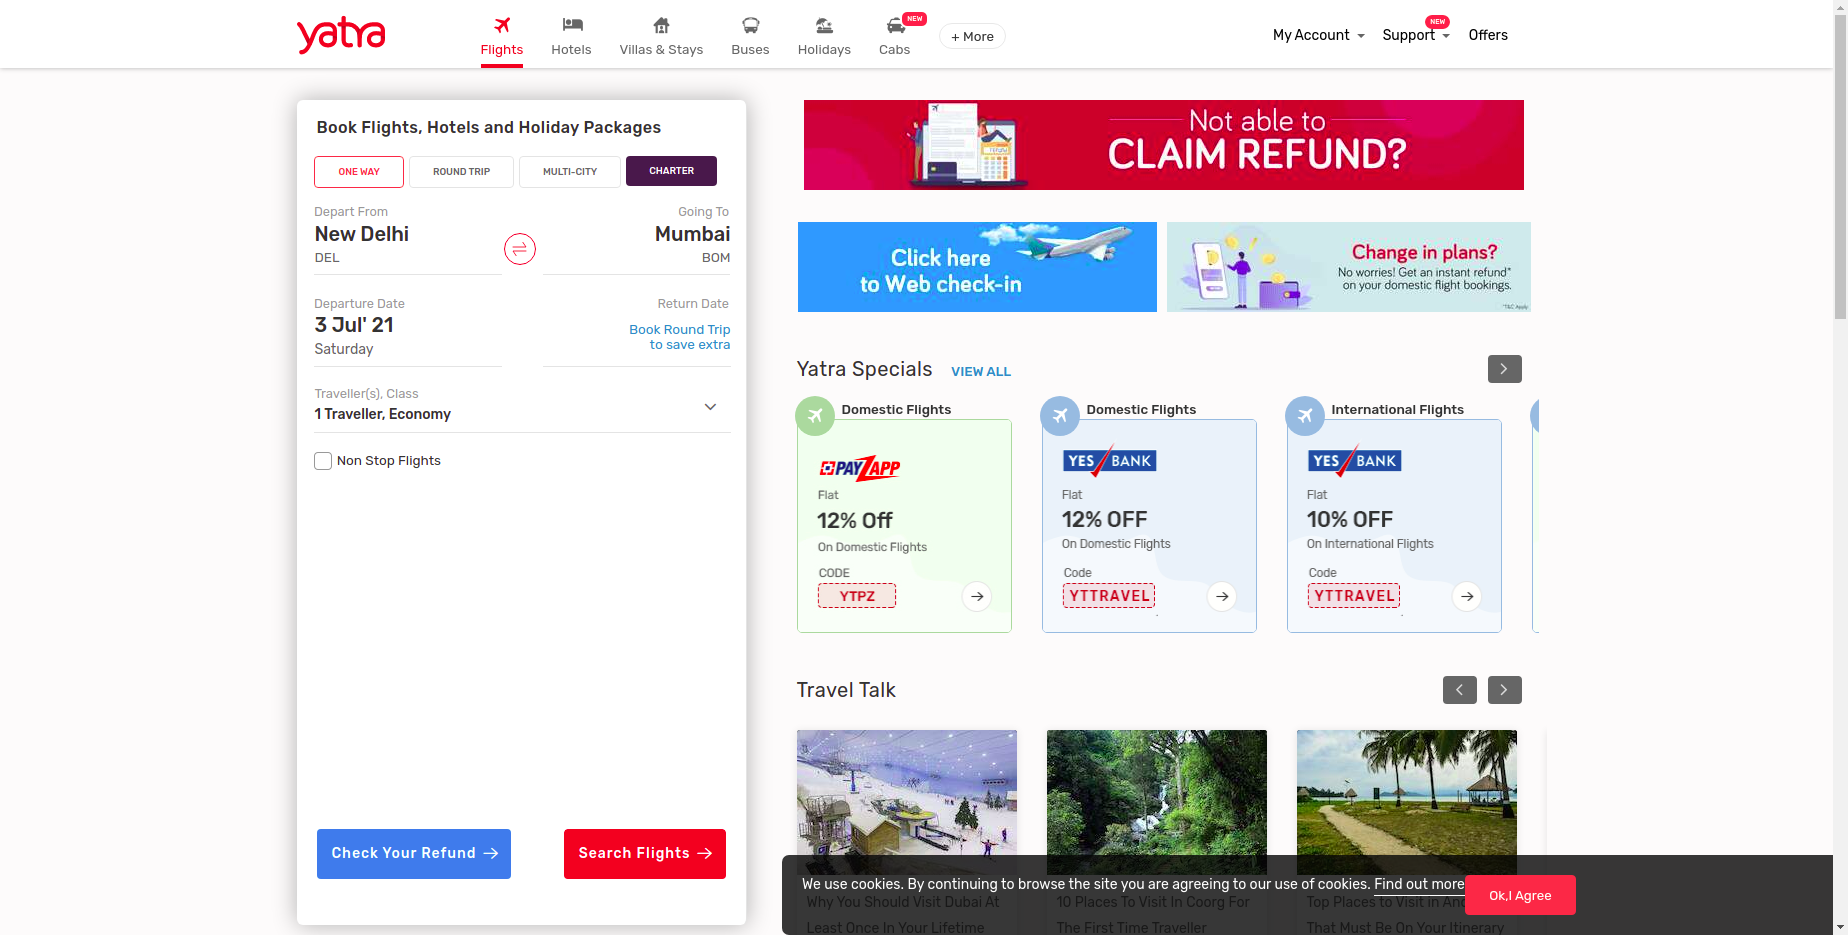 yatra
Flights
Hotels
Villas & Stays
Buses
Holidays
NEW
Cabs
+ More
My Account
NEW
Support
Offers
Book Flights, Hotels and Holiday Packages
ONE WAY
ROUND TRIP
MULTI-CITY
CHARTER
Depart From
New Delhi
DEL
Going To
Mumbai
BOM
Departure Date
3 Jul' 21
Saturday
Return Date
Book Round Trip
to save extra
Traveller(s), Class
1 Traveller, Economy
Non Stop Flights
Check Your Refund
Search Flights
Not able to
CLAIM REFUND?
Click here
to Web check-in
Change in plans?
No worries! Get an instant refund*
on your domestic flight bookings.
*T&C Apply
Yatra Specials
VIEW ALL
Domestic Flights
PAYZAPP
Flat
12% Off
On Domestic Flights
CODE
YTPZ
Domestic Flights
YES BANK
Flat
12% OFF
On Domestic Flights
Code
YTTRAVEL
International Flights
YES BANK
Flat
10% OFF
On International Flights
Code
YTTRAVEL
Travel Talk
We use cookies. By continuing to browse the site you are agreeing to our use of cookies. Find out more
Ok,I Agree
Why You Should Visit Dubai At
Least Once In Your Lifetime
10 Places To Visit In Coorg For
The First Time Traveller
Top Places to Visit in
That Must Be On Your Itinerary